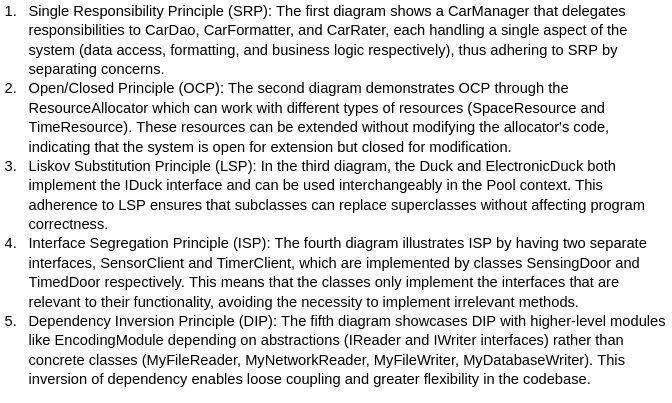 1. Single Responsibility Principle (SRP): The first diagram shows a CarManager that delegates
responsibilities to CarDao, CarFormatter, and CarRater, each handling a single aspect of the
system (data access, formatting, and business logic respectively), thus adhering to SRP by
separating concerns.
2. Open/Closed Principle (OCP): The second diagram demonstrates OCP through the
ResourceAllocator which can work with different types of resources (SpaceResource and
TimeResource). These resources can be extended without modifying the allocator's code,
indicating that the system is open for extension but closed for modification.
3. Liskov Substitution Principle (LSP): In the third diagram, the Duck and ElectronicDuck both
implement the IDuck interface and can be used interchangeably in the Pool context. This
adherence to LSP ensures that subclasses can replace superclasses without affecting program
correctness.
4. Interface Segregation Principle (ISP): The fourth diagram illustrates ISP by having two separate
interfaces, SensorClient and TimerClient, which are implemented by classes SensingDoor and
TimedDoor respectively. This means that the classes only implement the interfaces that are
relevant to their functionality, avoiding the necessity to implement irrelevant methods.
5. Dependency Inversion Principle (DIP): The fifth diagram showcases DIP with higher-level modules
like EncodingModule depending on abstractions (IReader and IWriter interfaces) rather than
concrete classes (MyFileReader, MyNetworkReader, MyFileWriter, MyDatabaseWriter). This
inversion of dependency enables loose coupling and greater flexibility in the codebase.